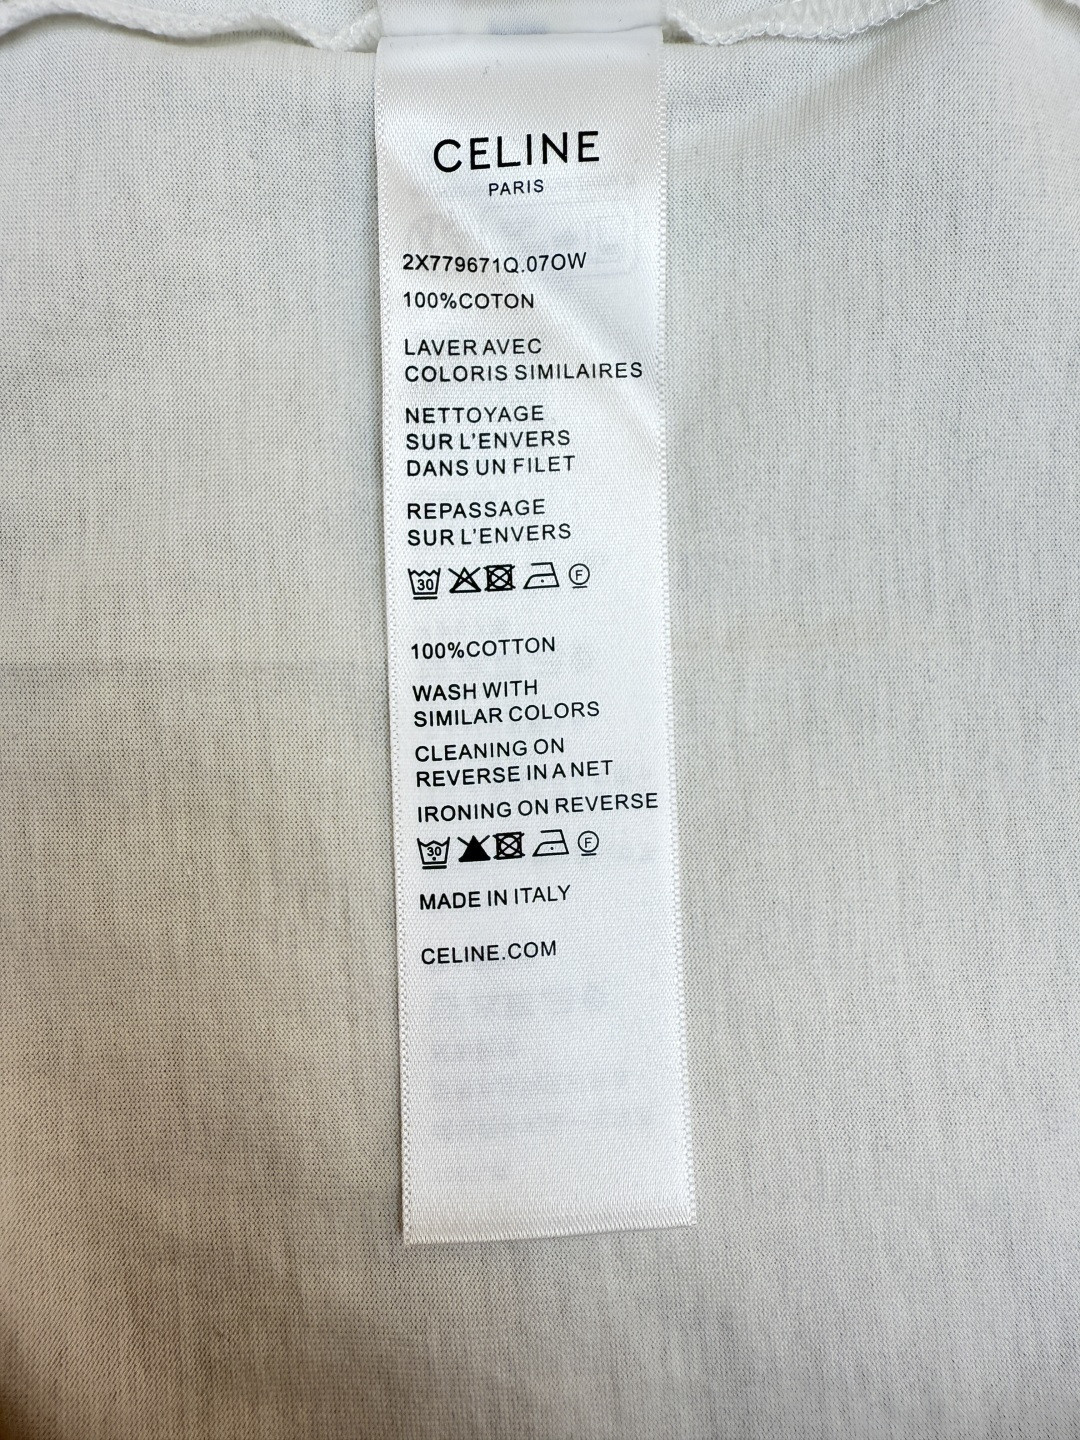 CELINE
PARIS
2X779671Q.07OW
100%COTON
LAVER AVEC
COLORIS SIMILAIRES
NETTOYAGE
SUR L'ENVERS
DANS UN FILET
REPASSAGE
SUR L'ENVERS
30 F
100%COTTON
WASH WITH
SIMILAR COLORS
CLEANING ON
REVERSE IN A NET
IRONING ON REVERSE
30 F
MADE IN ITALY
CELINE.COM